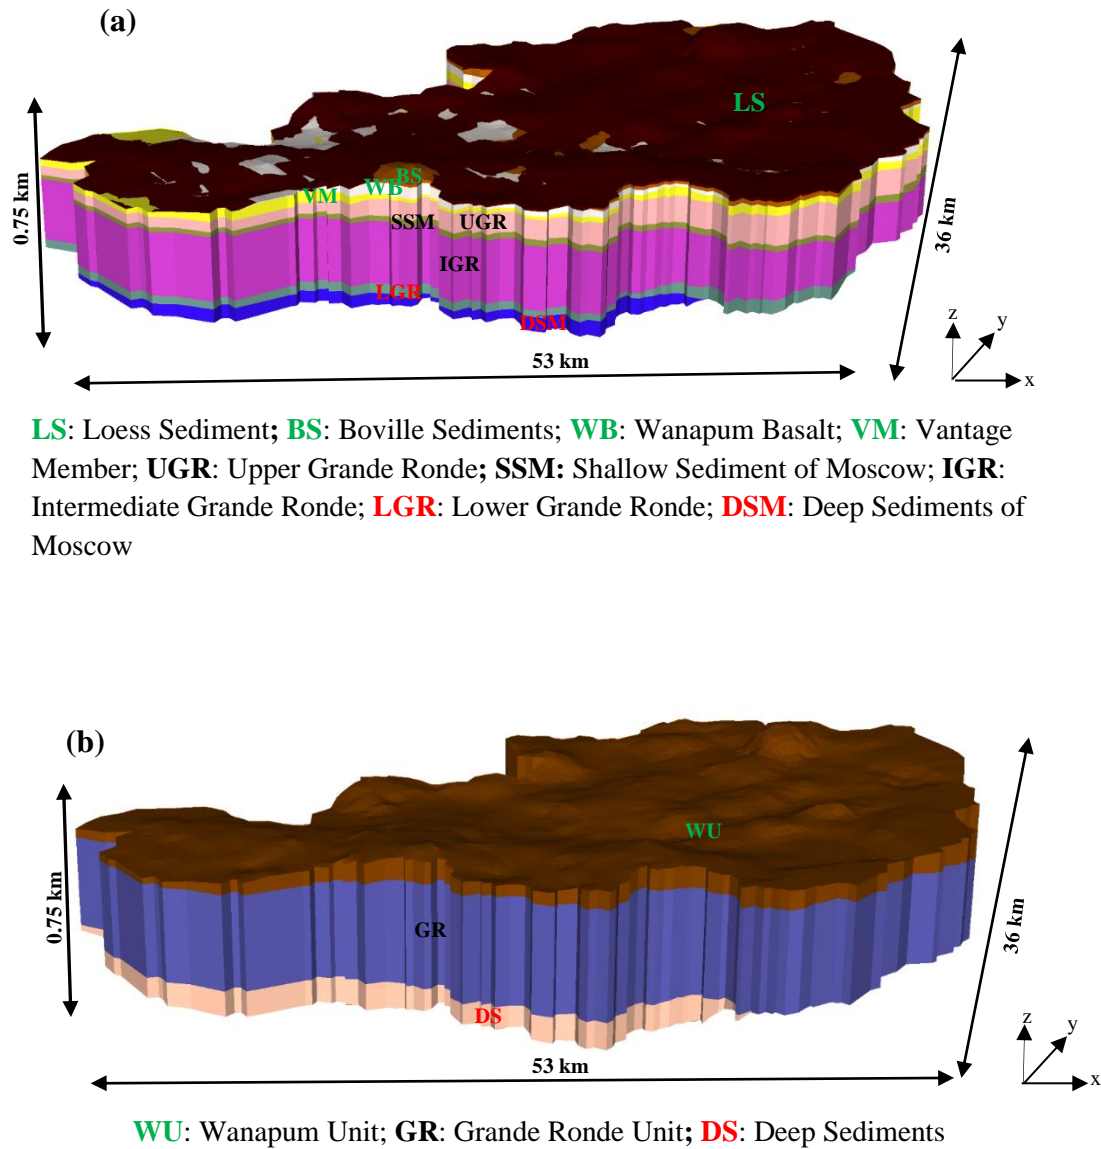 (a)
LS
BS
WB
VM
SSM UGR
IGR
LGR
DSM
0.75 km
36 km
53 km
z
y
x
LS: Loess Sediment; BS: Boville Sediments; WB: Wanapum Basalt; VM: Vantage
Member; UGR: Upper Grande Ronde; SSM: Shallow Sediment of Moscow; IGR:
Intermediate Grande Ronde; LGR: Lower Grande Ronde; DSM: Deep Sediments of
Moscow
(b)
WU
GR
DS
0.75 km
36 km
53 km
z
y
x
WU: Wanapum Unit; GR: Grande Ronde Unit; DS: Deep Sediments